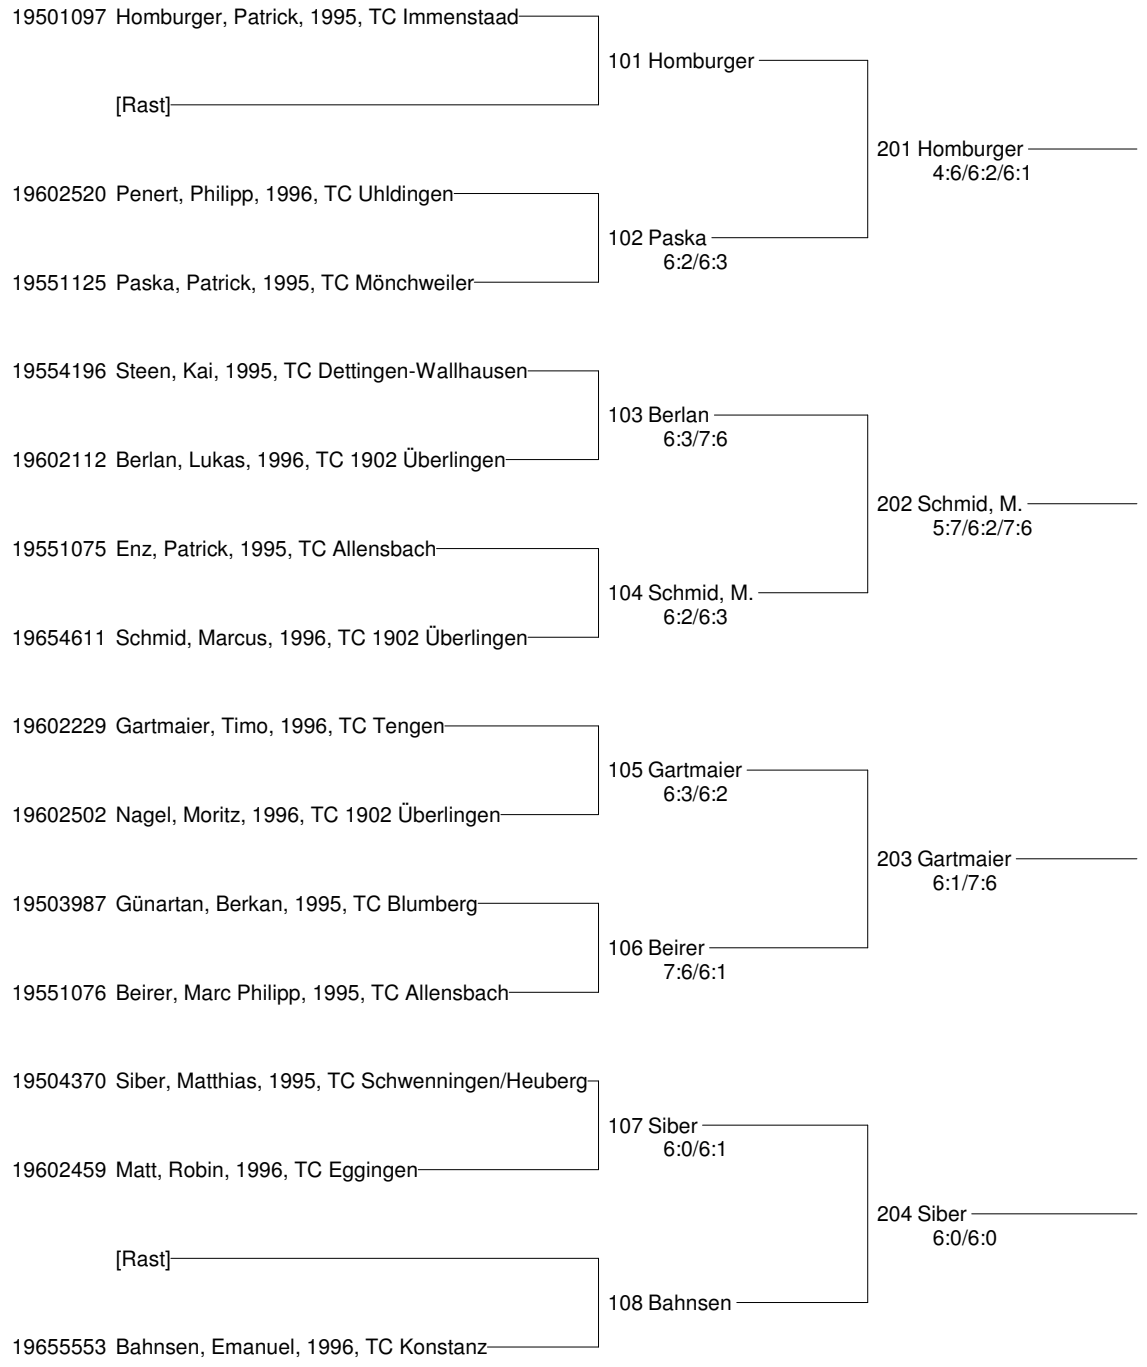 19501097 Homburger, Patrick, 1995, TC Immenstaad
101 Homburger
[Rast]
201 Homburger
4:6/6:2/6:1
19602520 Penert, Philipp, 1996, TC Uhldingen
102 Paska
6:2/6:3
19551125 Paska, Patrick, 1995, TC Mönchweiler
19554196 Steen, Kai, 1995, TC Dettingen-Wallhausen
103 Berlan
6:3/7:6
19602112 Berlan, Lukas, 1996, TC 1902 Überlingen
202 Schmid, M.
5:7/6:2/7:6
19551075 Enz, Patrick, 1995, TC Allensbach
104 Schmid, M.
6:2/6:3
19654611 Schmid, Marcus, 1996, TC 1902 Überlingen
19602229 Gartmaier, Timo, 1996, TC Tengen
105 Gartmaier
6:3/6:2
19602502 Nagel, Moritz, 1996, TC 1902 Überlingen
203 Gartmaier
6:1/7:6
19503987 Günartan, Berkan, 1995, TC Blumberg
106 Beirer
7:6/6:1
19551076 Beirer, Marc Philipp, 1995, TC Allensbach
19504370 Siber, Matthias, 1995, TC Schwenningen/Heuberg
107 Siber
6:0/6:1
19602459 Matt, Robin, 1996, TC Eggingen
204 Siber
6:0/6:0
[Rast]
108 Bahnsen
19655553 Bahnsen, Emanuel, 1996, TC Konstanz